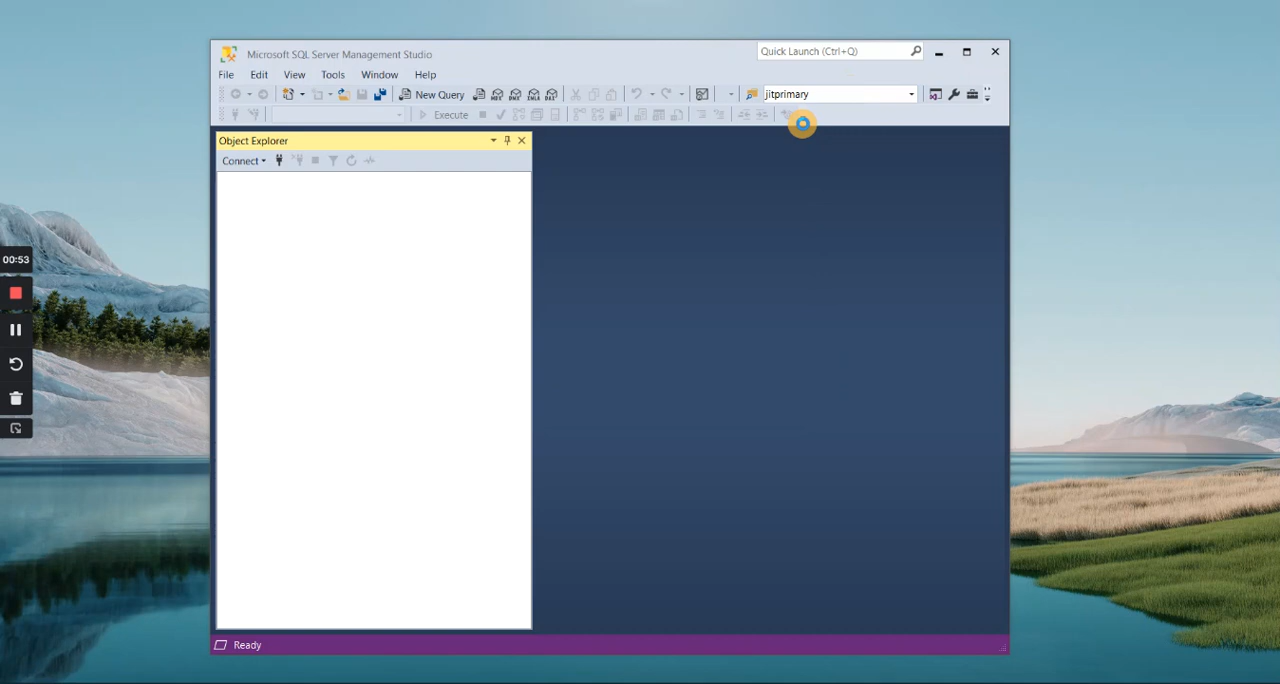 Microsoft SQL Server Management Studio
Quick Launch (Ctrl+Q)
File Edit View Tools Window Help
New Query
jitprimary
Execute
Object Explorer
Connect
00:53
Ready